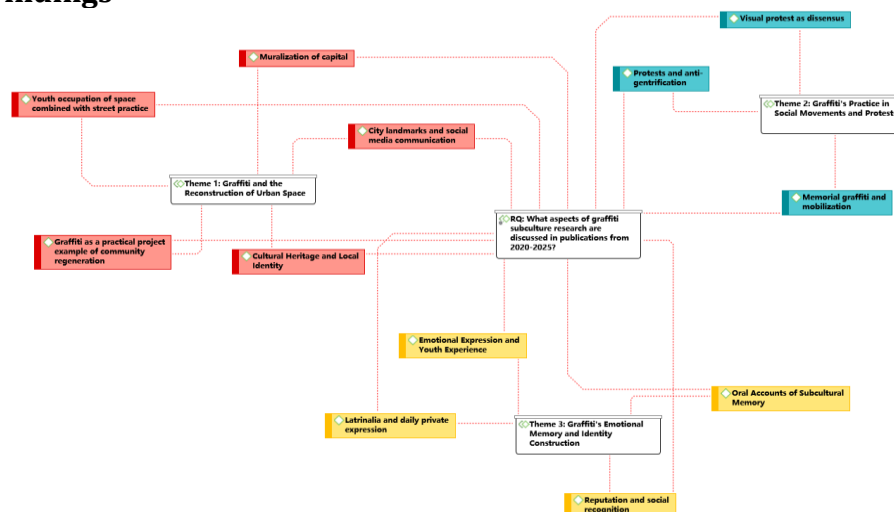 Visual protest as dissensus
Muralization of capital
Protests and anti-
gentrification
Youth occupation of space
combined with street practice
Theme 2: Graffiti's Practice in
Social Movements and Protest
City landmarks and social
media communication
Theme 1: Graffiti and the
Reconstruction of Urban Space
Memorial graffiti and
mobilization
RQ: What aspects of graffiti
subculture research are
discussed in publications from
2020-2025?
Graffiti as a practical project
example of community
regeneration
Cultural Heritage and Local
Identity
Emotional Expression and
Youth Experience
Oral Accounts of Subcultural
Memory
Latrinalia and daily private
expression
Theme 3: Graffiti's Emotional
Memory and Identity
Construction
Reputation and social
recognition